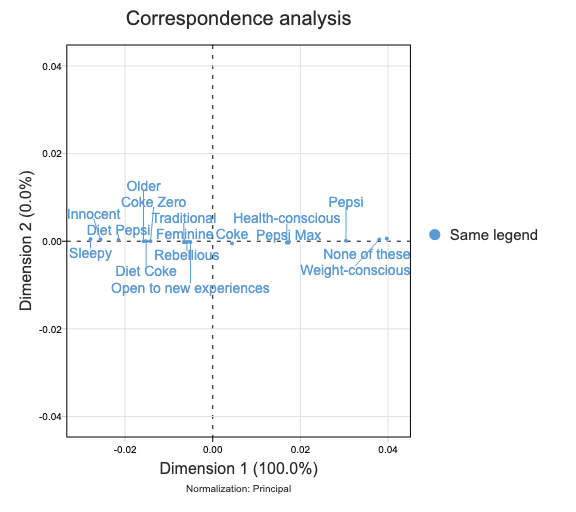 Correspondence analysis
0.04
0.02
Older
Coke Zero
Pepsi
Innocent
Traditional
Health-conscious
Diet Pepsi
Feminine
Coke
Pepsi Max
Same legend
0.00
Sleepy
Rebellious
None of these
Diet Coke
Weight-conscious
Open to new experiences
Dimension 2 (0.0%)
-0.02
-0.04
-0.02
0.00
0.02
0.04
Dimension 1 (100.0%)
Normalization: Principal